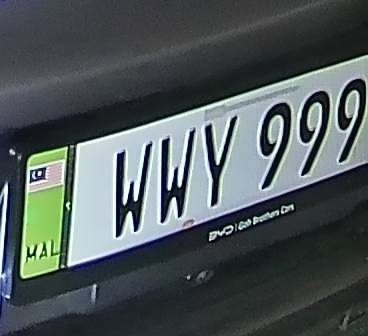 WWY 999
MAL
BYD | Goh Brothers Cars